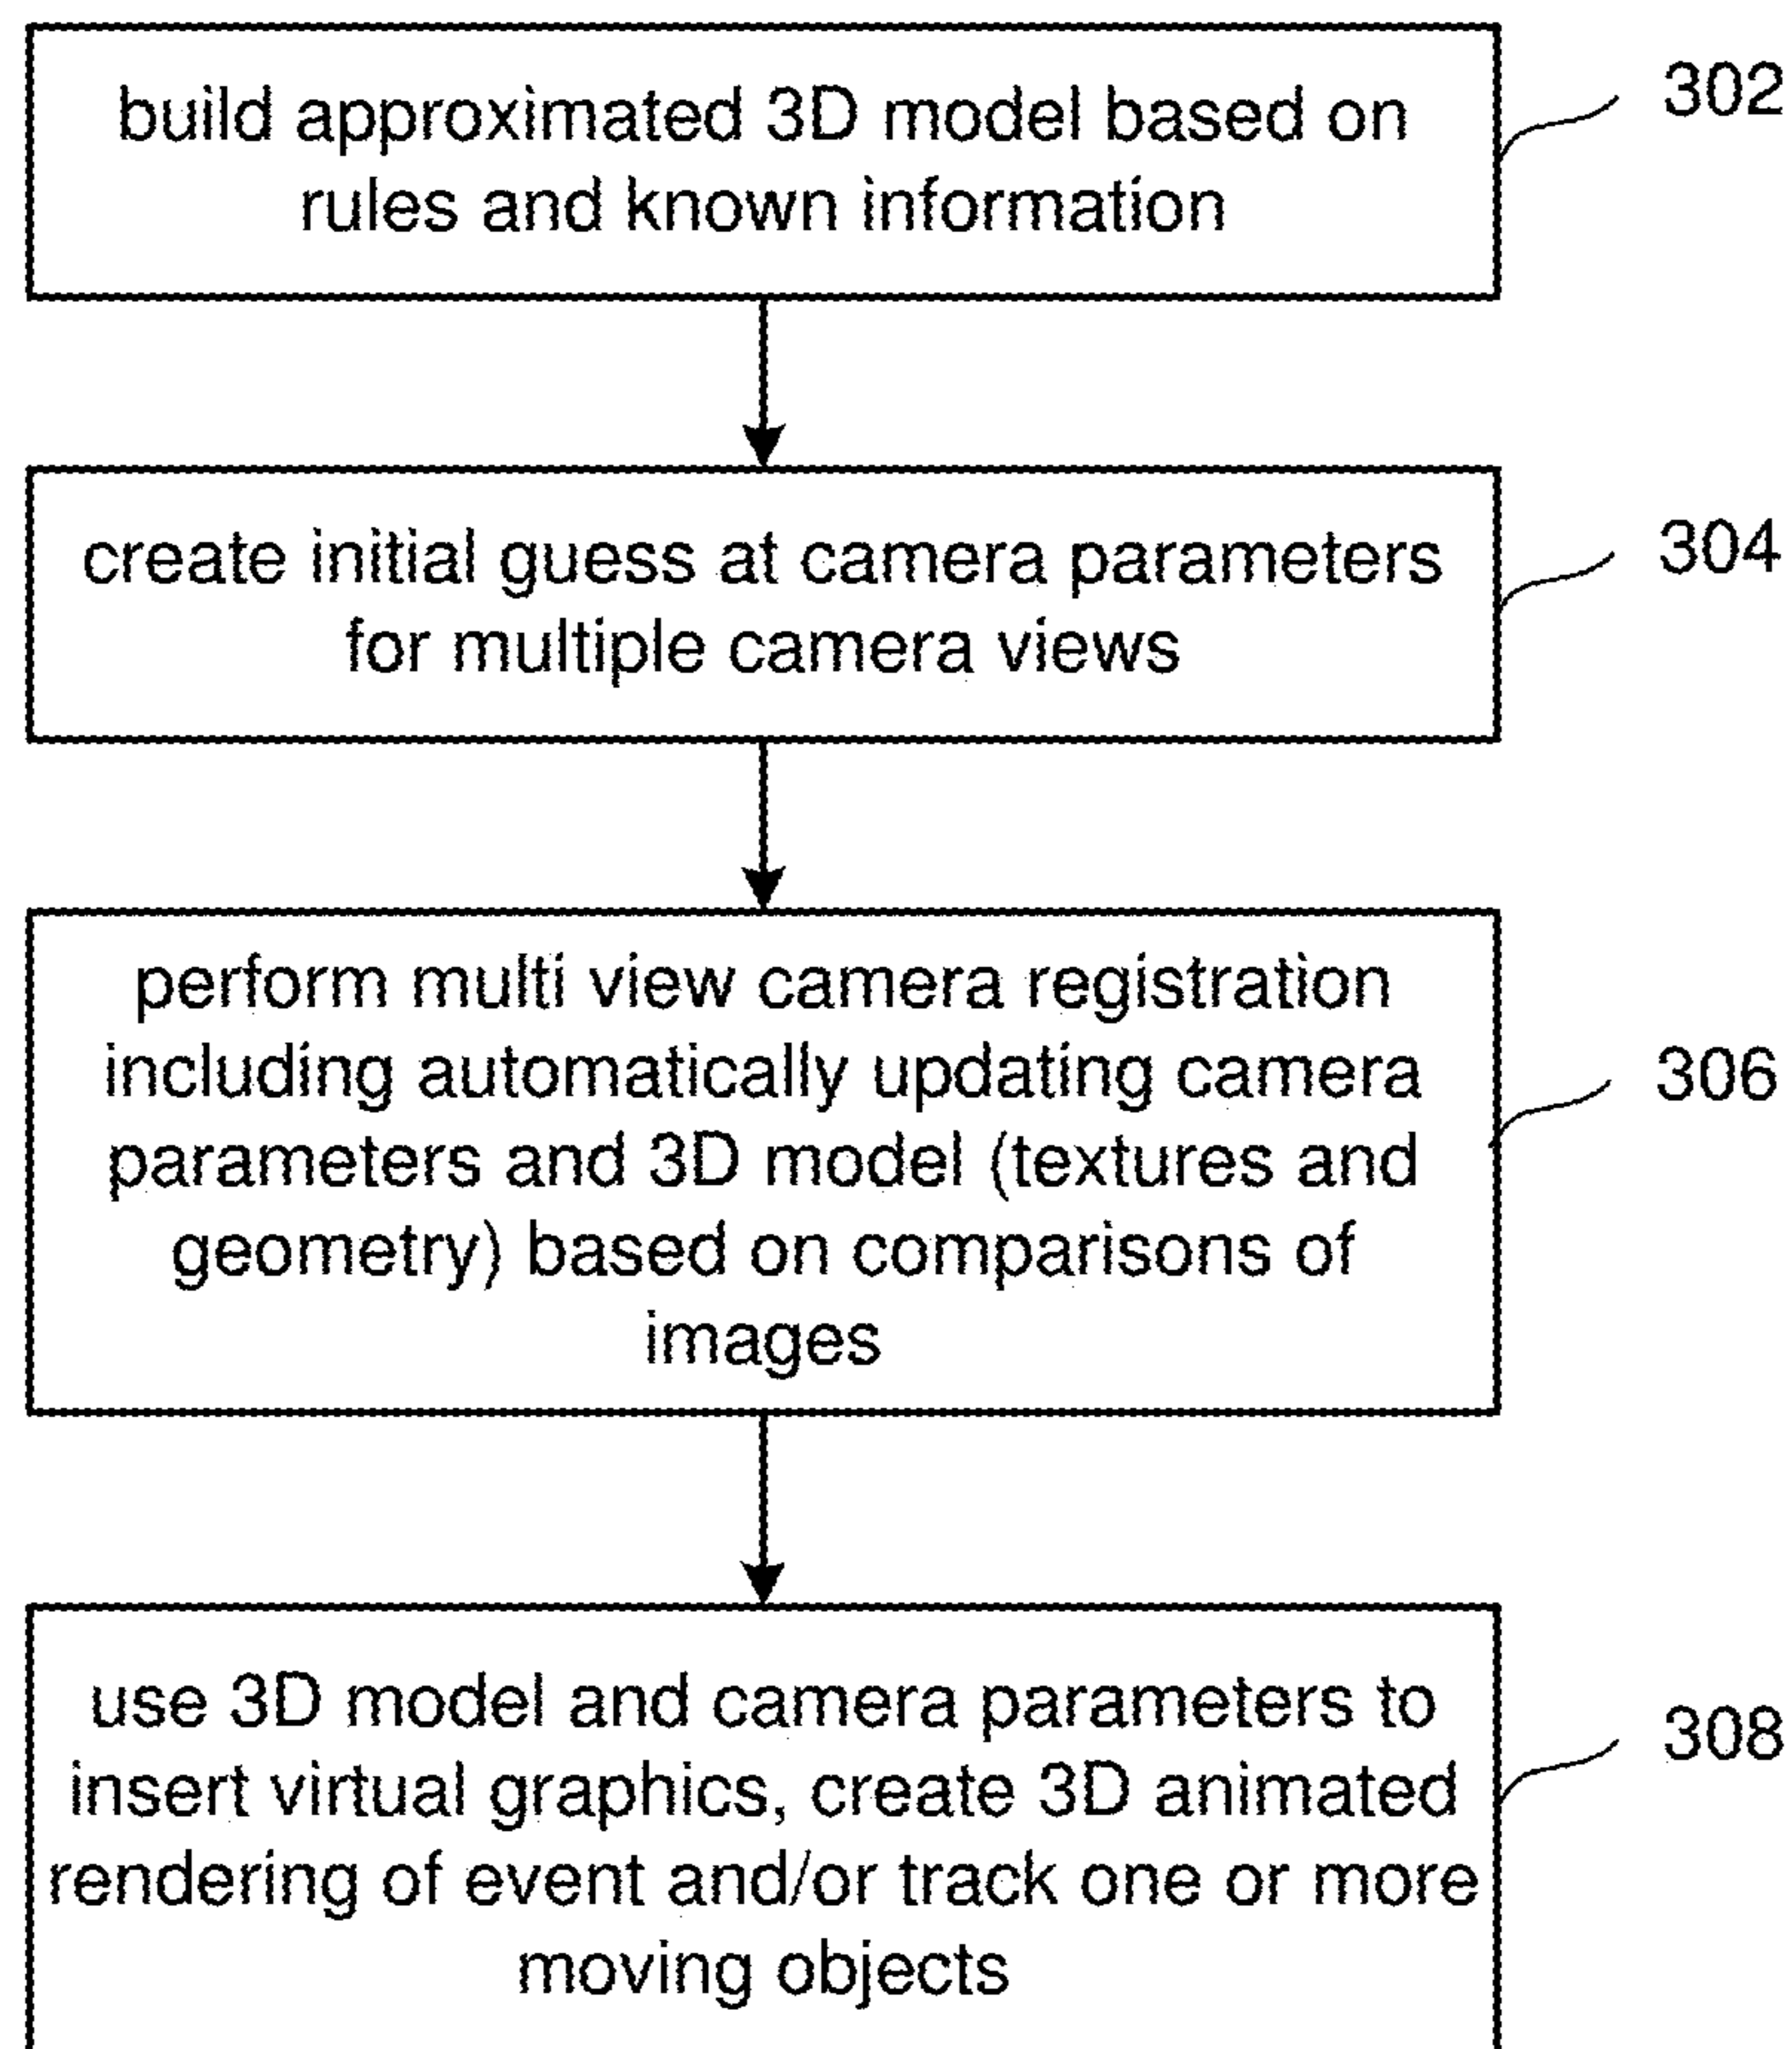 build approximated 3D model based on
rules and known information
302
create initial guess at camera parameters
for multiple camera views
304
perform multi view camera registration
including automatically updating camera
parameters and 3D model (textures and
geometry) based on comparisons of
images
306
use 3D model and camera parameters to
insert virtual graphics, create 3D animated
rendering of event and/or track one or more
moving objects
308